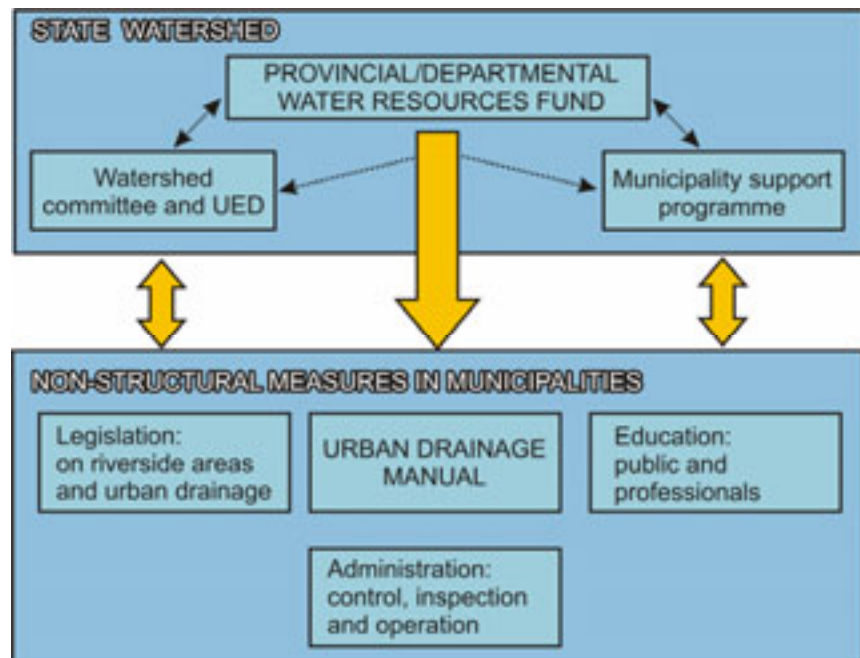 STATE WATERSHED
PROVINCIAL/DEPARTMENTAL
WATER RESOURCES FUND
Watershed
committee and UED
Municipality support
programme
NON-STRUCTURAL MEASURES IN MUNICIPALITIES
Legislation:
on riverside areas
and urban drainage
URBAN DRAINAGE
MANUAL
Education:
public and
professionals
Administration:
control, inspection
and operation